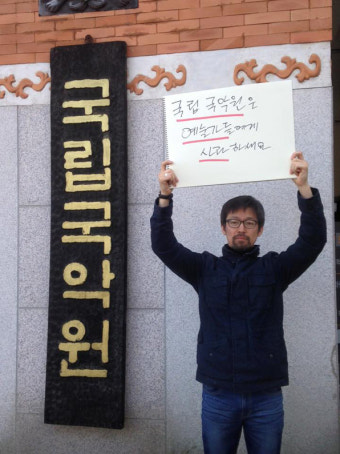 국립국악원
국립 국악원은
예술가들에게
사과하세요